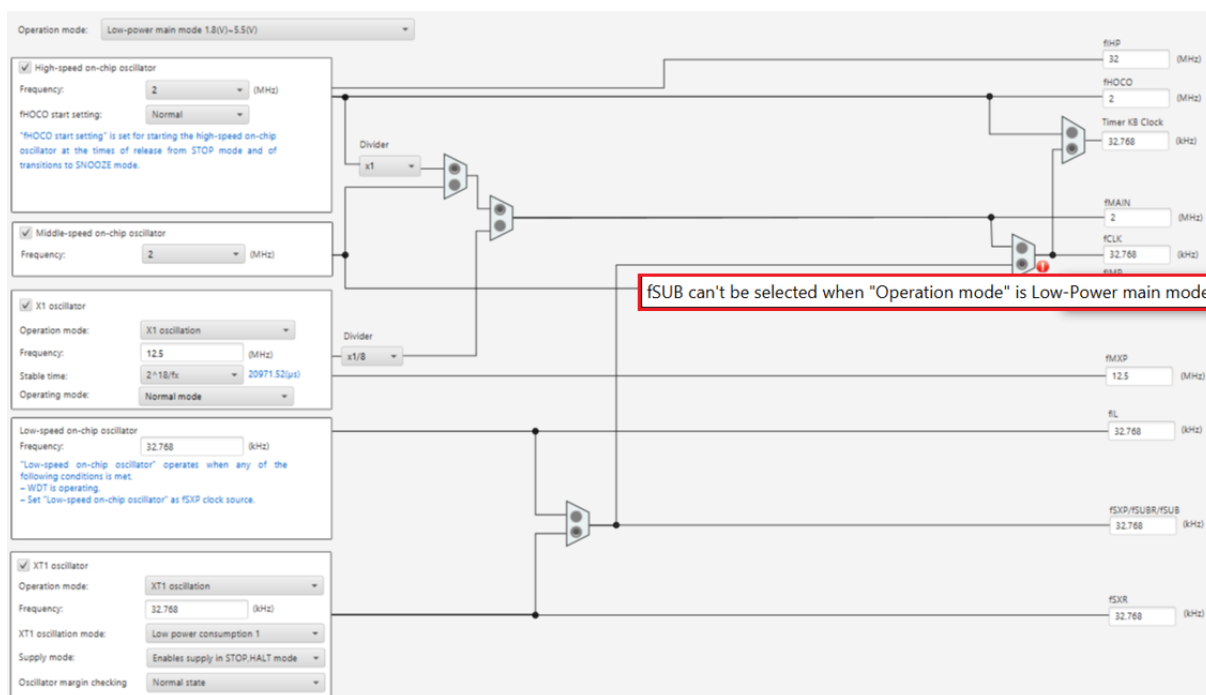 Operation mode: Low-power main mode 1.8(V)~5.5(V)
High-speed on-chip oscillator
Frequency: 2 (MHz)
fHOCO start setting: Normal
"fHOCO start setting" is set for starting the high-speed on-chip
oscillator at the times of release from STOP mode and of
transitions to SNOOZE mode.
Middle-speed on-chip oscillator
Frequency: 2 (MHz)
X1 oscillator
Operation mode: X1 oscillation
Frequency: 12.5 (MHz)
Stable time: 2^18/fx 20971.52(μs)
Operating mode: Normal mode
Low-speed on-chip oscillator
Frequency: 32.768 (kHz)
"Low-speed on-chip oscillator" operates when any of the
following conditions is met.
– WDT is operating.
– Set "Low-speed on-chip oscillator" as fSXP clock source.
XT1 oscillator
Operation mode: XT1 oscillation
Frequency: 32.768 (kHz)
XT1 oscillation mode: Low power consumption 1
Supply mode: Enables supply in STOP,HALT mode
Oscillator margin checking Normal state
Divider
x1
Divider
x1/8
fIHP
32 (MHz)
fHOCO
2 (MHz)
Timer KB Clock
32.768 (kHz)
fMAIN
2 (MHz)
fCLK
32.768 (kHz)
fSUB can't be selected when "Operation mode" is Low-Power main mode
fMXP
12.5 (MHz)
fIL
32.768 (kHz)
fSXP/fSUBR/fSUB
32.768 (kHz)
fSXR
32.768 (kHz)